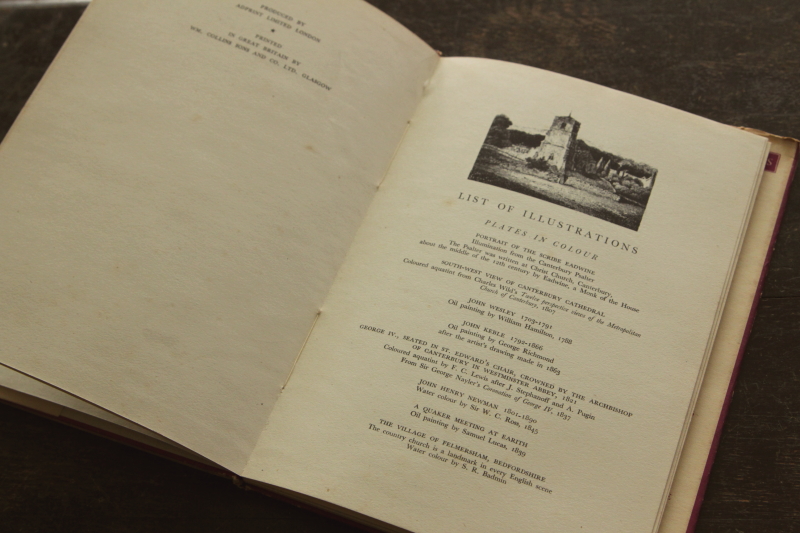 PRODUCED BY
ADPRINT LIMITED LONDON
★
PRINTED
IN GREAT BRITAIN BY
WM. COLLINS SONS AND CO. LTD. GLASGOW
LIST OF ILLUSTRATIONS
PLATES IN COLOUR
PORTRAIT OF THE SCRIBE EADWINE
Illumination from the Canterbury Psalter
The Psalter was written at Christ Church, Canterbury,
about the middle of the 12th century by Eadwine, a Monk of the House
SOUTH-WEST VIEW OF CANTERBURY CATHEDRAL
Coloured aquatint from Charles Wild's Twelve perspective views of the Metropolitan
Church of Canterbury, 1807
JOHN WESLEY 1703-1791
Oil painting by William Hamilton, 1788
JOHN KEBLE 1792-1866
Oil painting by George Richmond
after the artist's drawing made in 1863
GEORGE IV., SEATED IN ST. EDWARD'S CHAIR, CROWNED BY THE ARCHBISHOP
OF CANTERBURY IN WESTMINSTER ABBEY, 1821
Coloured aquatint by F. C. Lewis after J. Stephanoff and A. Pugin
From Sir George Nayler's Coronation of George IV, 1837
JOHN HENRY NEWMAN 1801-1890
Water colour by Sir W. C. Ross, 1845
A QUAKER MEETING AT EARITH
Oil painting by Samuel Lucas, 1839
THE VILLAGE OF FELMERSHAM, BEDFORDSHIRE
The country church is a landmark in every English scene
Water colour by S. R. Badmin